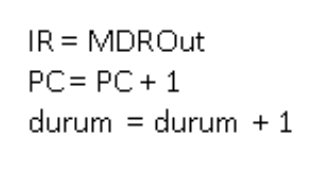 IR = MDROut
PC= PC + 1
durum = durum + 1